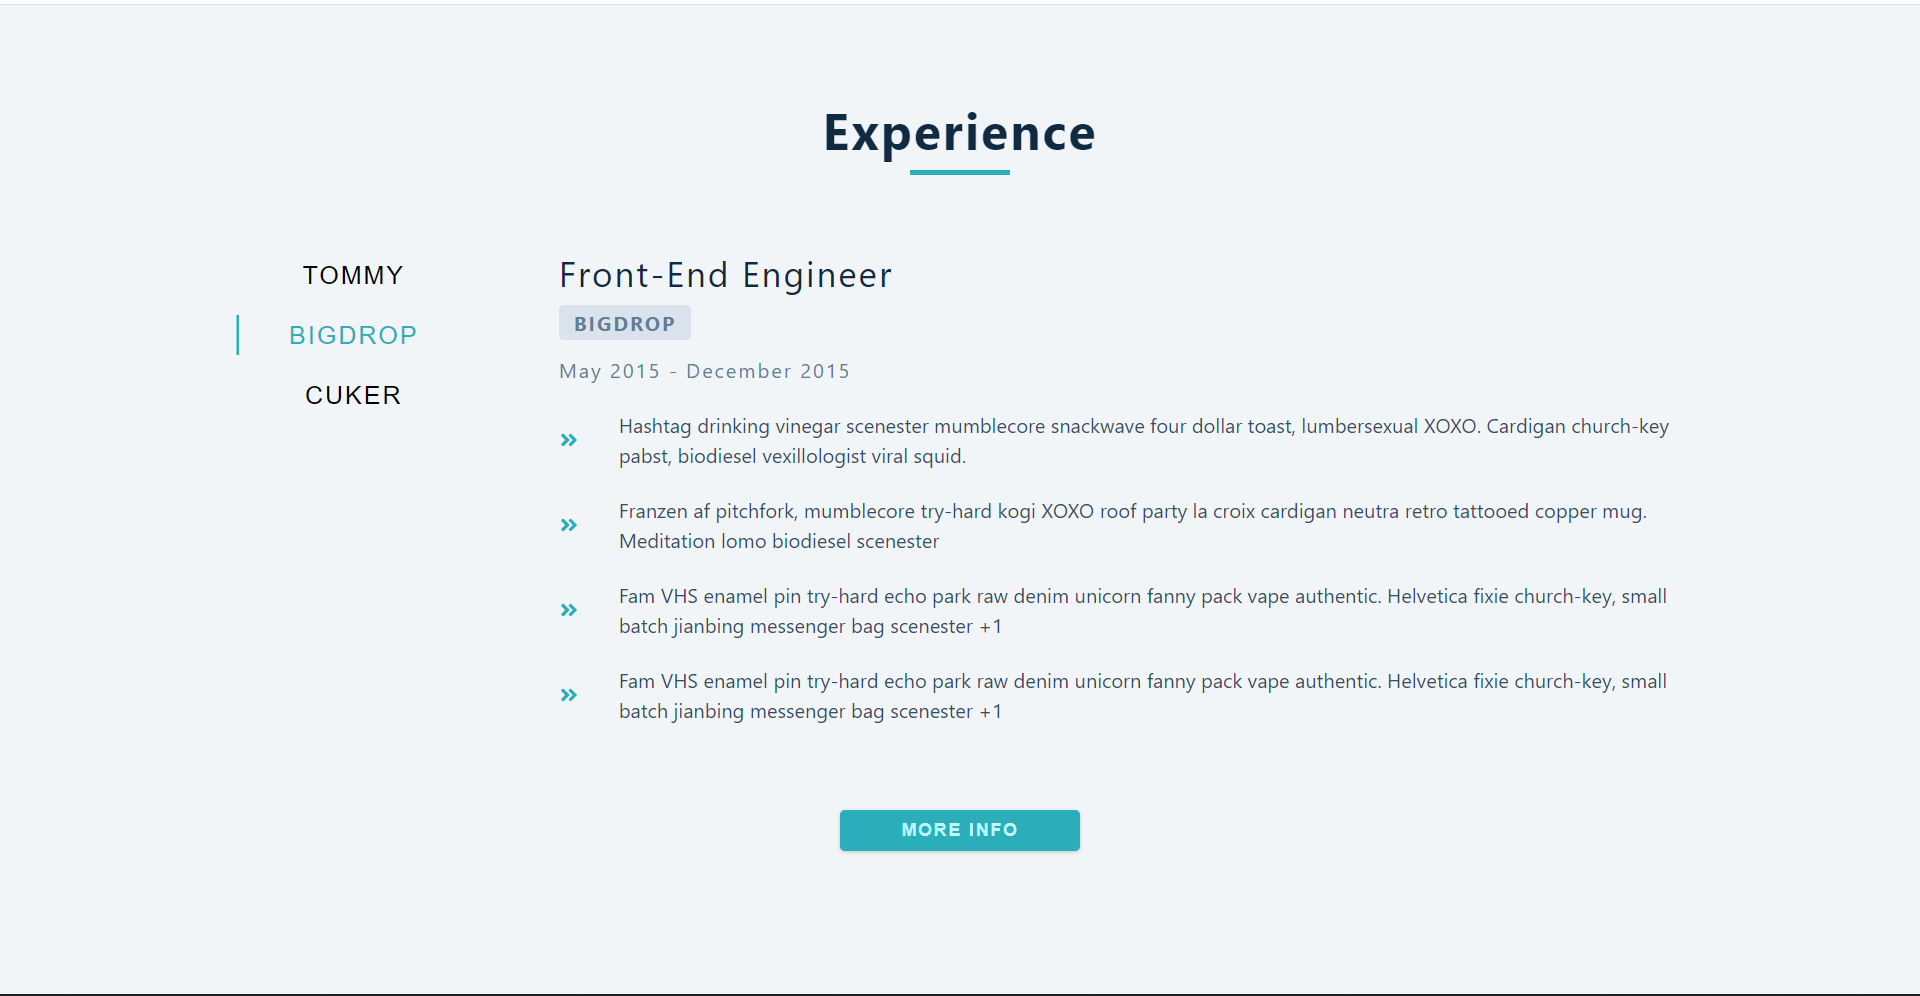 Experience
TOMMY
BIGDROP
CUKER
Front-End Engineer
BIGDROP
May 2015 - December 2015
Hashtag drinking vinegar scenester mumblecore snackwave four dollar toast, lumbersexual XOXO. Cardigan church-key
pabst, biodiesel vexillologist viral squid.
Franzen af pitchfork, mumblecore try-hard kogi XOXO roof party la croix cardigan neutra retro tattooed copper mug.
Meditation lomo biodiesel scenester
Fam VHS enamel pin try-hard echo park raw denim unicorn fanny pack vape authentic. Helvetica fixie church-key, small
batch jianbing messenger bag scenester +1
Fam VHS enamel pin try-hard echo park raw denim unicorn fanny pack vape authentic. Helvetica fixie church-key, small
batch jianbing messenger bag scenester +1
MORE INFO